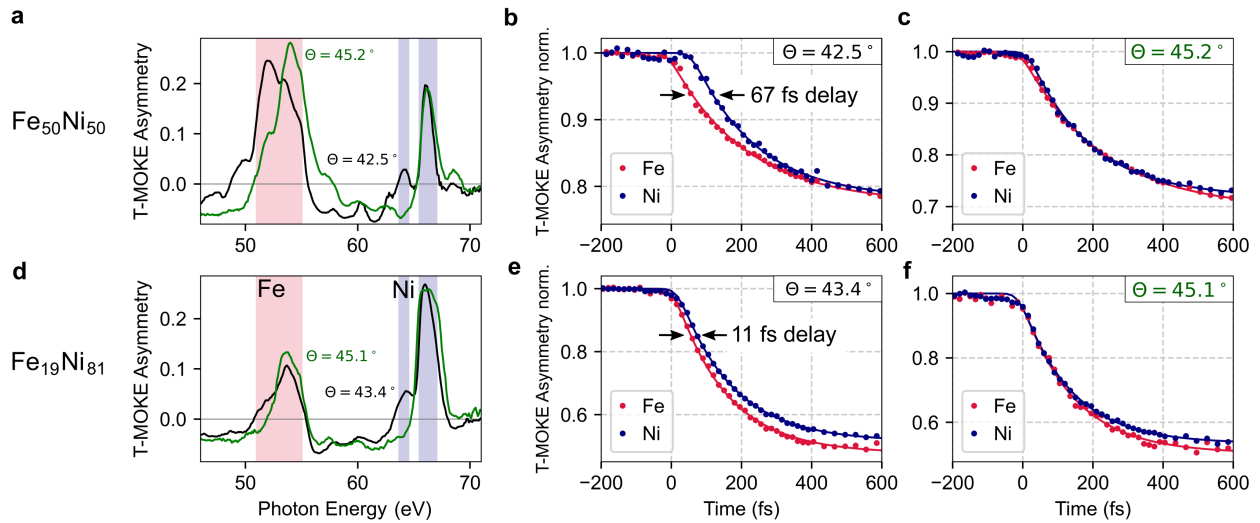 a
b
c
Fe50Ni50
T-MOKE Asymmetry
0.2
0.1
0.0
50
60
70
Θ = 45.2°
Θ = 42.5°
T-MOKE Asymmetry norm.
1.0
0.9
0.8
−200
0
200
400
600
Θ = 42.5°
67 fs delay
Fe
Ni
1.0
0.9
0.8
0.7
−200
0
200
400
600
Θ = 45.2°
Fe
Ni
d
e
f
Fe19Ni81
T-MOKE Asymmetry
0.2
0.1
0.0
50
60
70
Photon Energy (eV)
Fe
Ni
Θ = 45.1°
Θ = 43.4°
T-MOKE Asymmetry norm.
1.0
0.8
0.6
−200
0
200
400
600
Time (fs)
Θ = 43.4°
11 fs delay
Fe
Ni
1.0
0.8
0.6
−200
0
200
400
600
Time (fs)
Θ = 45.1°
Fe
Ni